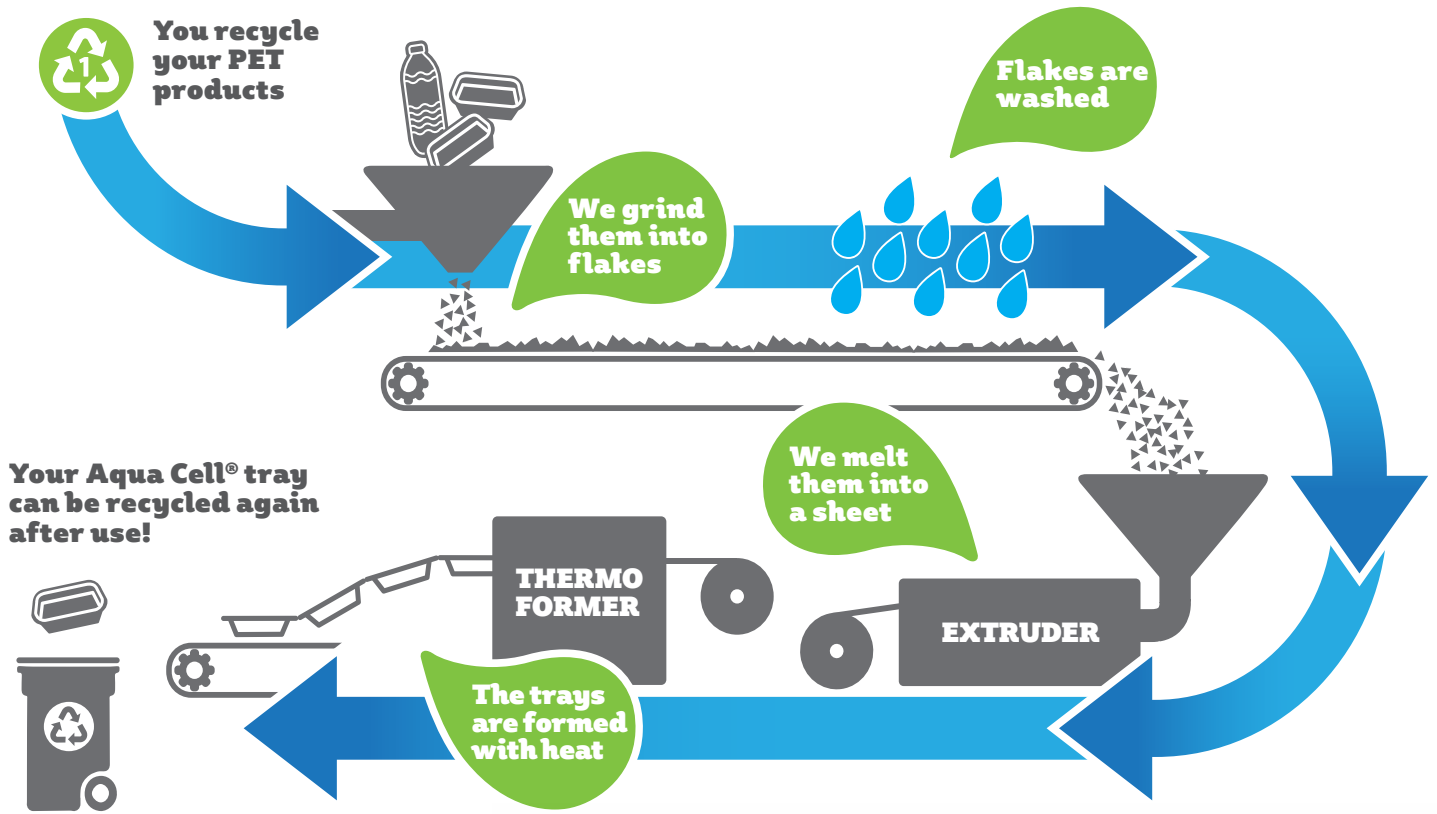 1
You recycle
your PET
products
We grind
them into
flakes
Flakes are
washed
We melt
them into
a sheet
EXTRUDER
THERMO
FORMER
The trays
are formed
with heat
Your Aqua Cell® tray
can be recycled again
after use!